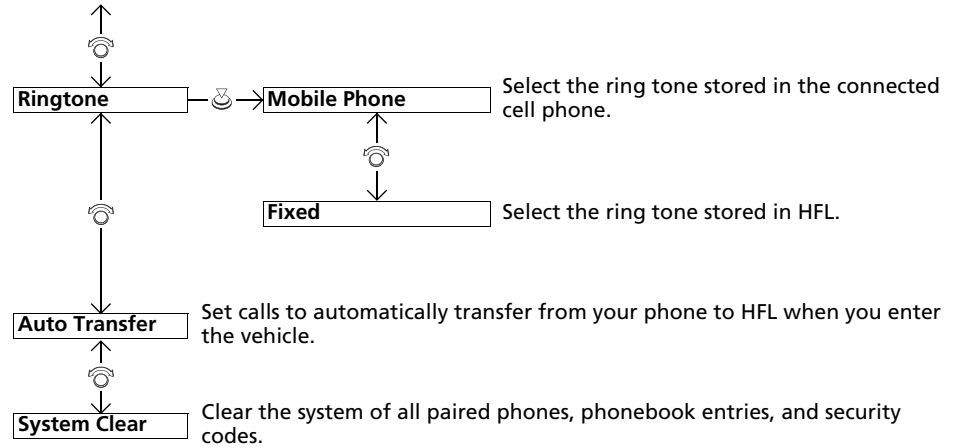 Ringtone
Mobile Phone
Select the ring tone stored in the connected
cell phone.
Fixed
Select the ring tone stored in HFL.
Auto Transfer
Set calls to automatically transfer from your phone to HFL when you enter
the vehicle.
System Clear
Clear the system of all paired phones, phonebook entries, and security
codes.